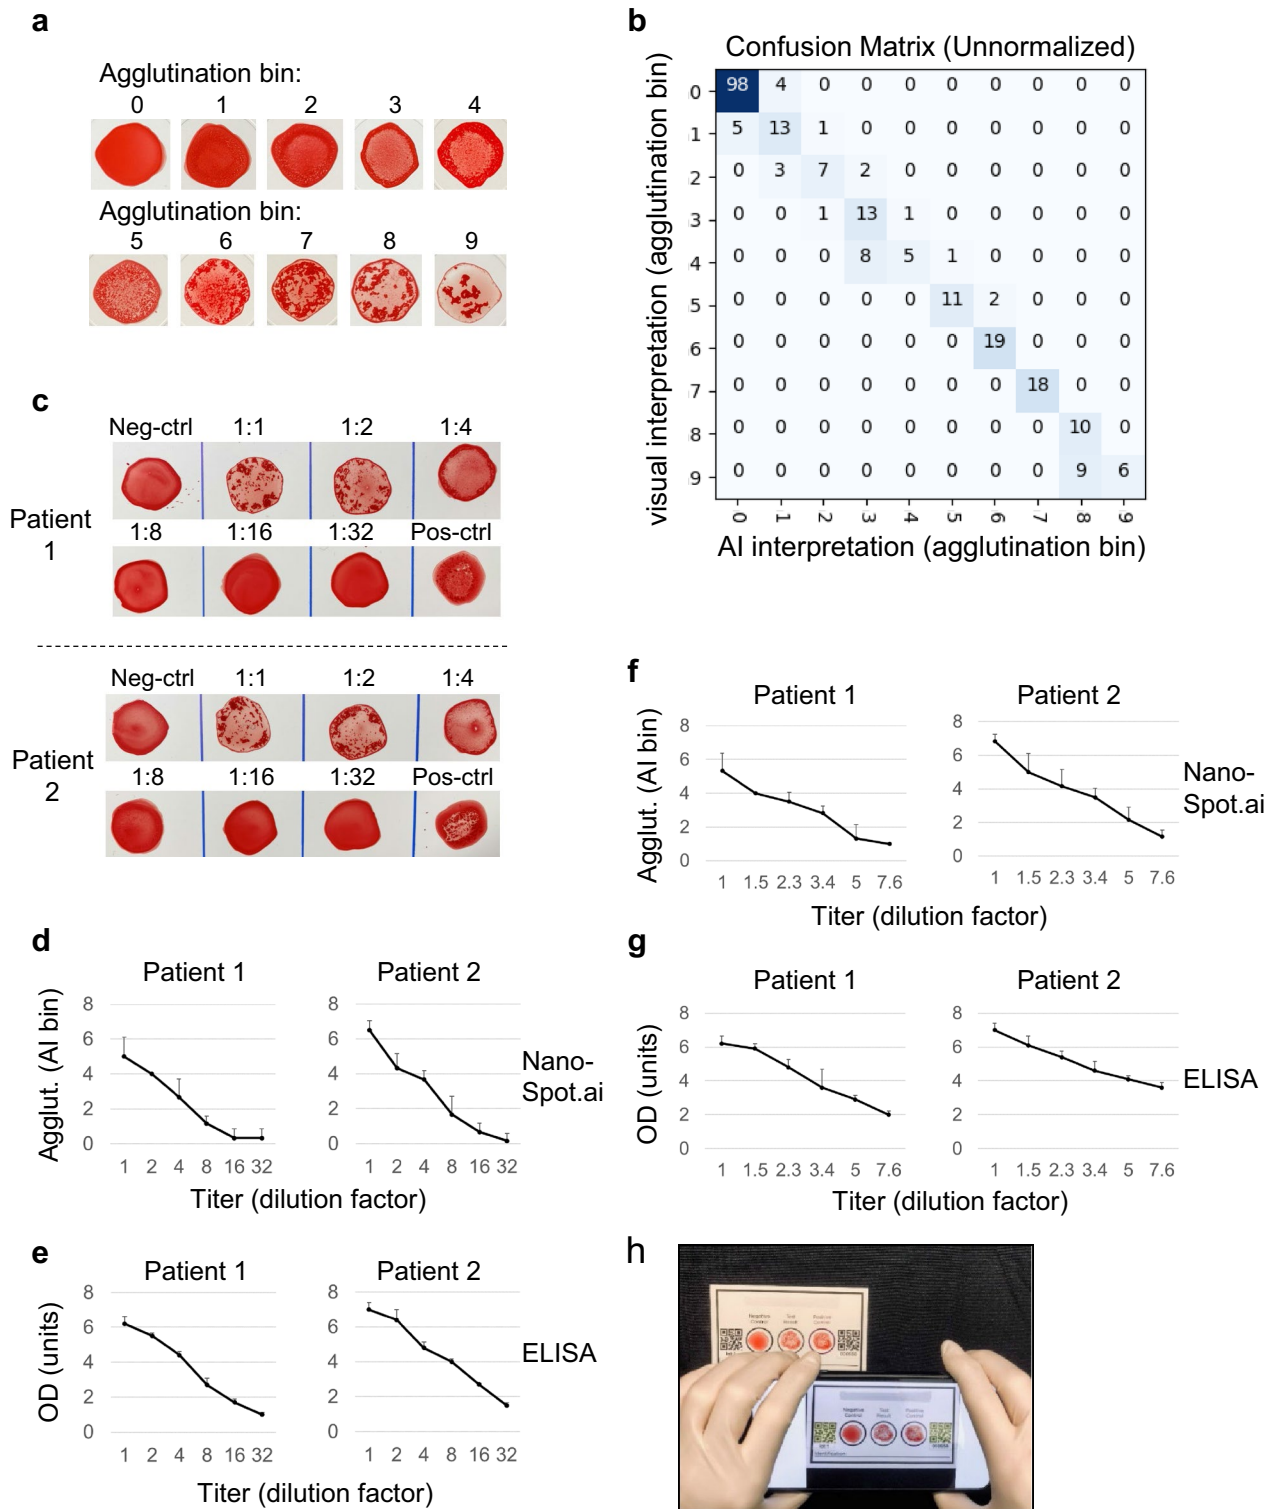 a
Agglutination bin:
0 1 2 3 4
Agglutination bin:
5 6 7 8 9
b
Confusion Matrix (Unnormalized)
visual interpretation (agglutination bin)
0 98 4 0 0 0 0 0 0 0 0
1 5 13 1 0 0 0 0 0 0 0
2 0 3 7 2 0 0 0 0 0 0
3 0 0 1 13 1 0 0 0 0 0
4 0 0 0 8 5 1 0 0 0 0
5 0 0 0 0 0 11 2 0 0 0
6 0 0 0 0 0 0 19 0 0 0
7 0 0 0 0 0 0 0 18 0 0
8 0 0 0 0 0 0 0 0 10 0
9 0 0 0 0 0 0 0 0 9 6
0 1 2 3 4 5 6 7 8 9
AI interpretation (agglutination bin)
c
Patient
1
Neg-ctrl 1:1 1:2 1:4
1:8 1:16 1:32 Pos-ctrl
Patient
2
Neg-ctrl 1:1 1:2 1:4
1:8 1:16 1:32 Pos-ctrl
d
Patient 1
Patient 2
Agglut. (AI bin)
8
6
4
2
0
1 2 4 8 16 32
8
6
4
2
0
1 2 4 8 16 32
Nano-
Spot.ai
Titer (dilution factor)
e
Patient 1
Patient 2
OD (units)
8
6
4
2
0
1 2 4 8 16 32
8
6
4
2
0
1 2 4 8 16 32
ELISA
Titer (dilution factor)
f
Patient 1
Patient 2
Agglut. (AI bin)
8
6
4
2
0
1 1.5 2.3 3.4 5 7.6
8
6
4
2
0
1 1.5 2.3 3.4 5 7.6
Nano-
Spot.ai
Titer (dilution factor)
g
Patient 1
Patient 2
OD (units)
8
6
4
2
0
1 1.5 2.3 3.4 5 7.6
8
6
4
2
0
1 1.5 2.3 3.4 5 7.6
ELISA
Titer (dilution factor)
h
Negative Test Positive
Control Result Control
Negative Test Positive
Control Result Control